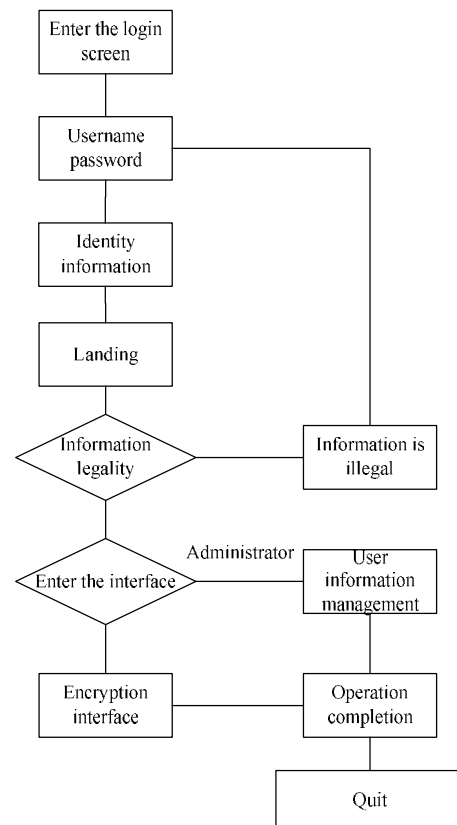 Enter the login
screen
Username
password
Identity
information
Landing
Information
legality
Information is
illegal
Administrator
Enter the interface
User
information
management
Encryption
interface
Operation
completion
Quit